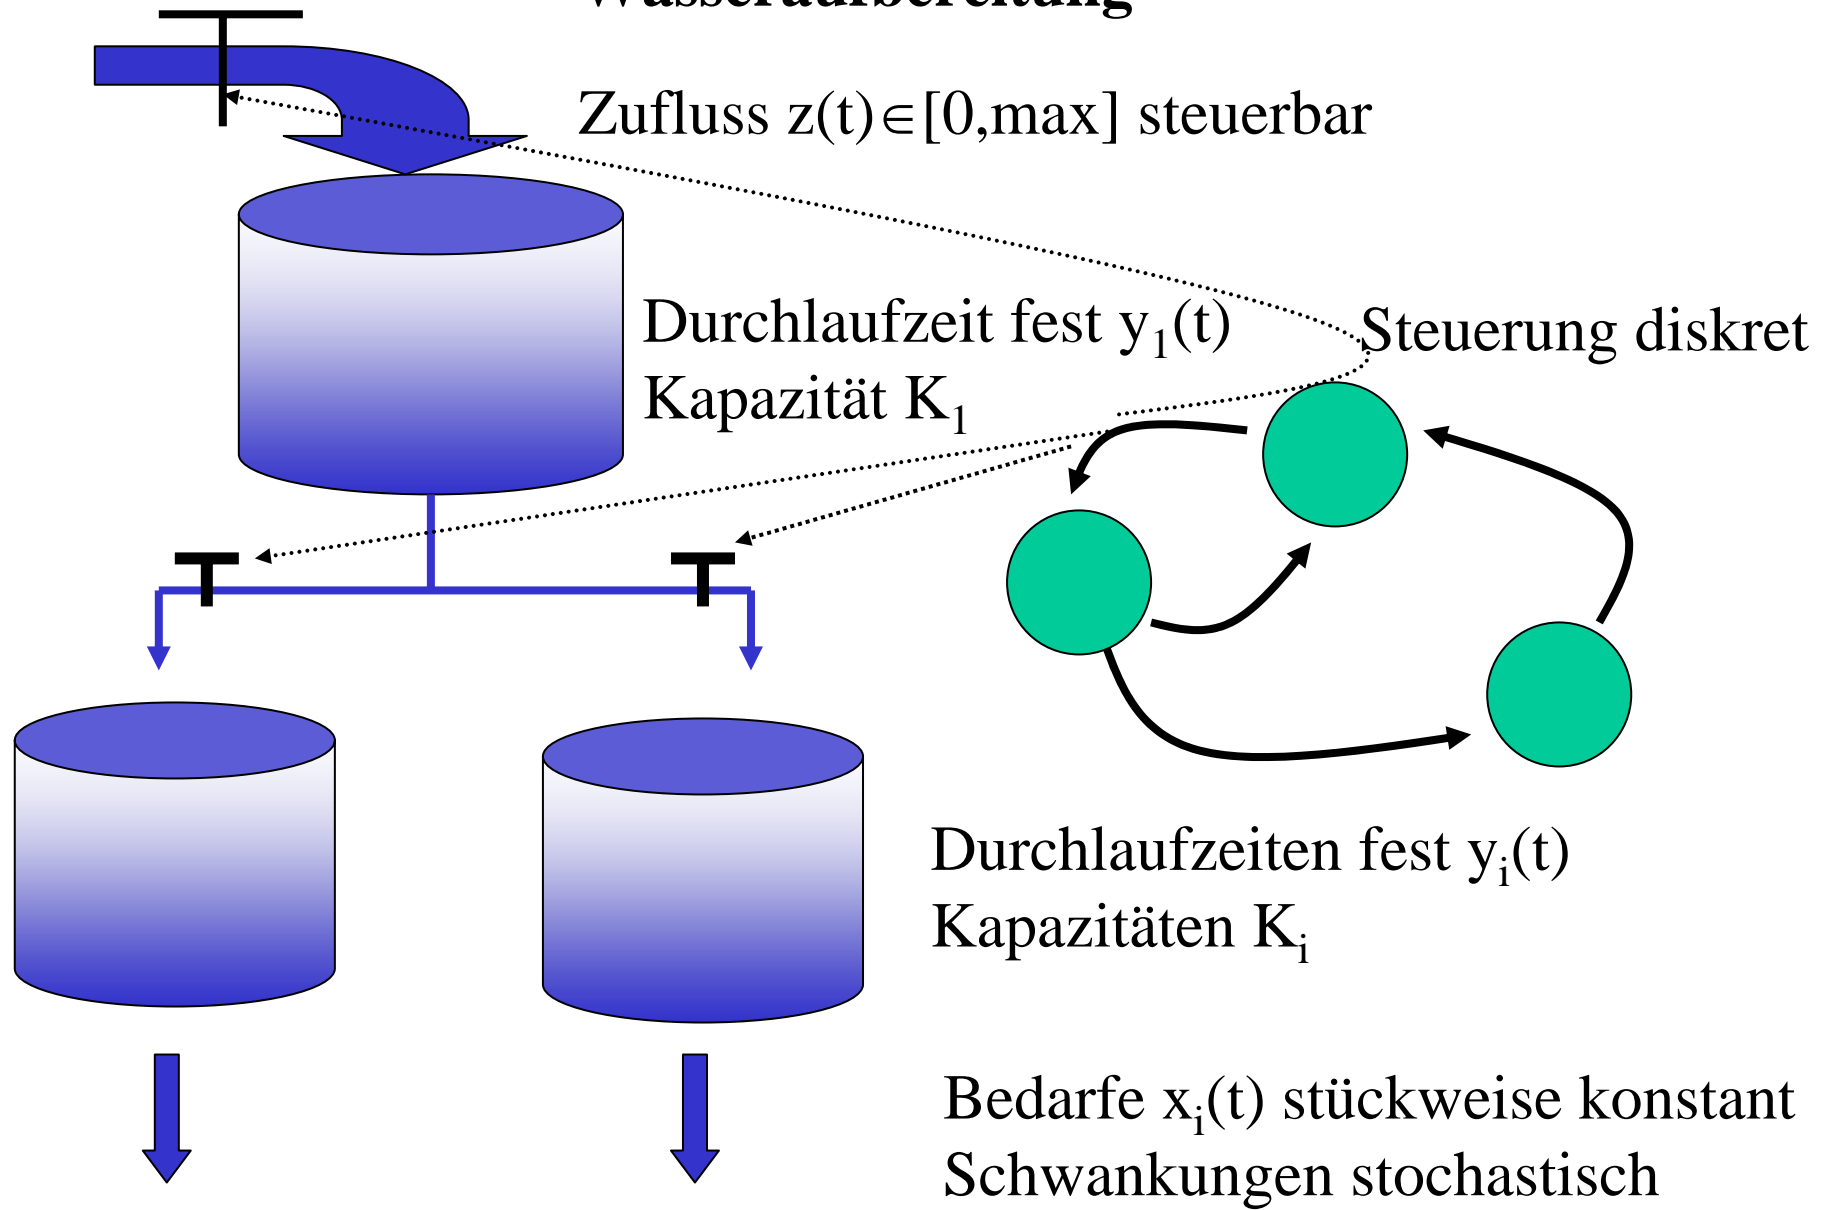 Wasseraufbereitung
Zufluss z(t)∈[0,max] steuerbar
Durchlaufzeit fest y₁(t)
Kapazität K₁
Steuerung diskret
Durchlaufzeiten fest yᵢ(t)
Kapazitäten Kᵢ
Bedarfe xᵢ(t) stückweise konstant
Schwankungen stochastisch